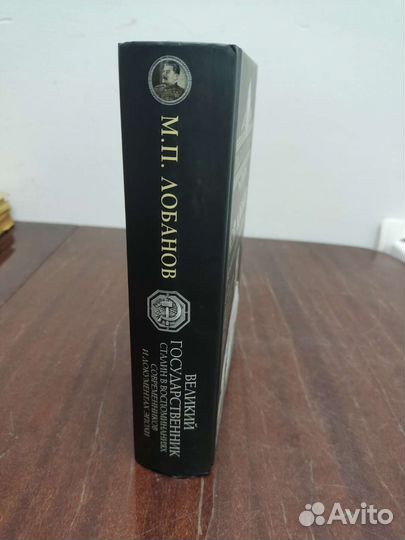 М.П. ЛОБАНОВ
ВЕЛИКИЙ
ГОСУДАРСТВЕННИК
СТАЛИН В ВОСПОМИНАНИЯХ
СОВРЕМЕННИКОВ
И ДОКУМЕНТАХ ЭПОХИ
Avito